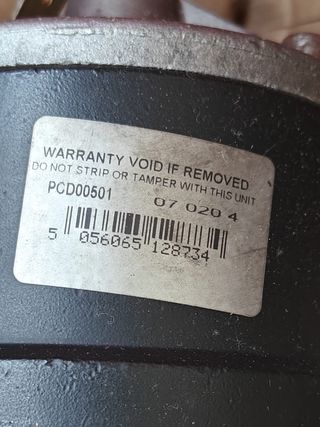 WARRANTY VOID IF REMOVED
DO NOT STRIP OR TAMPER WITH THIS UNIT
PCD00501 07 020 4
5 056065 128734